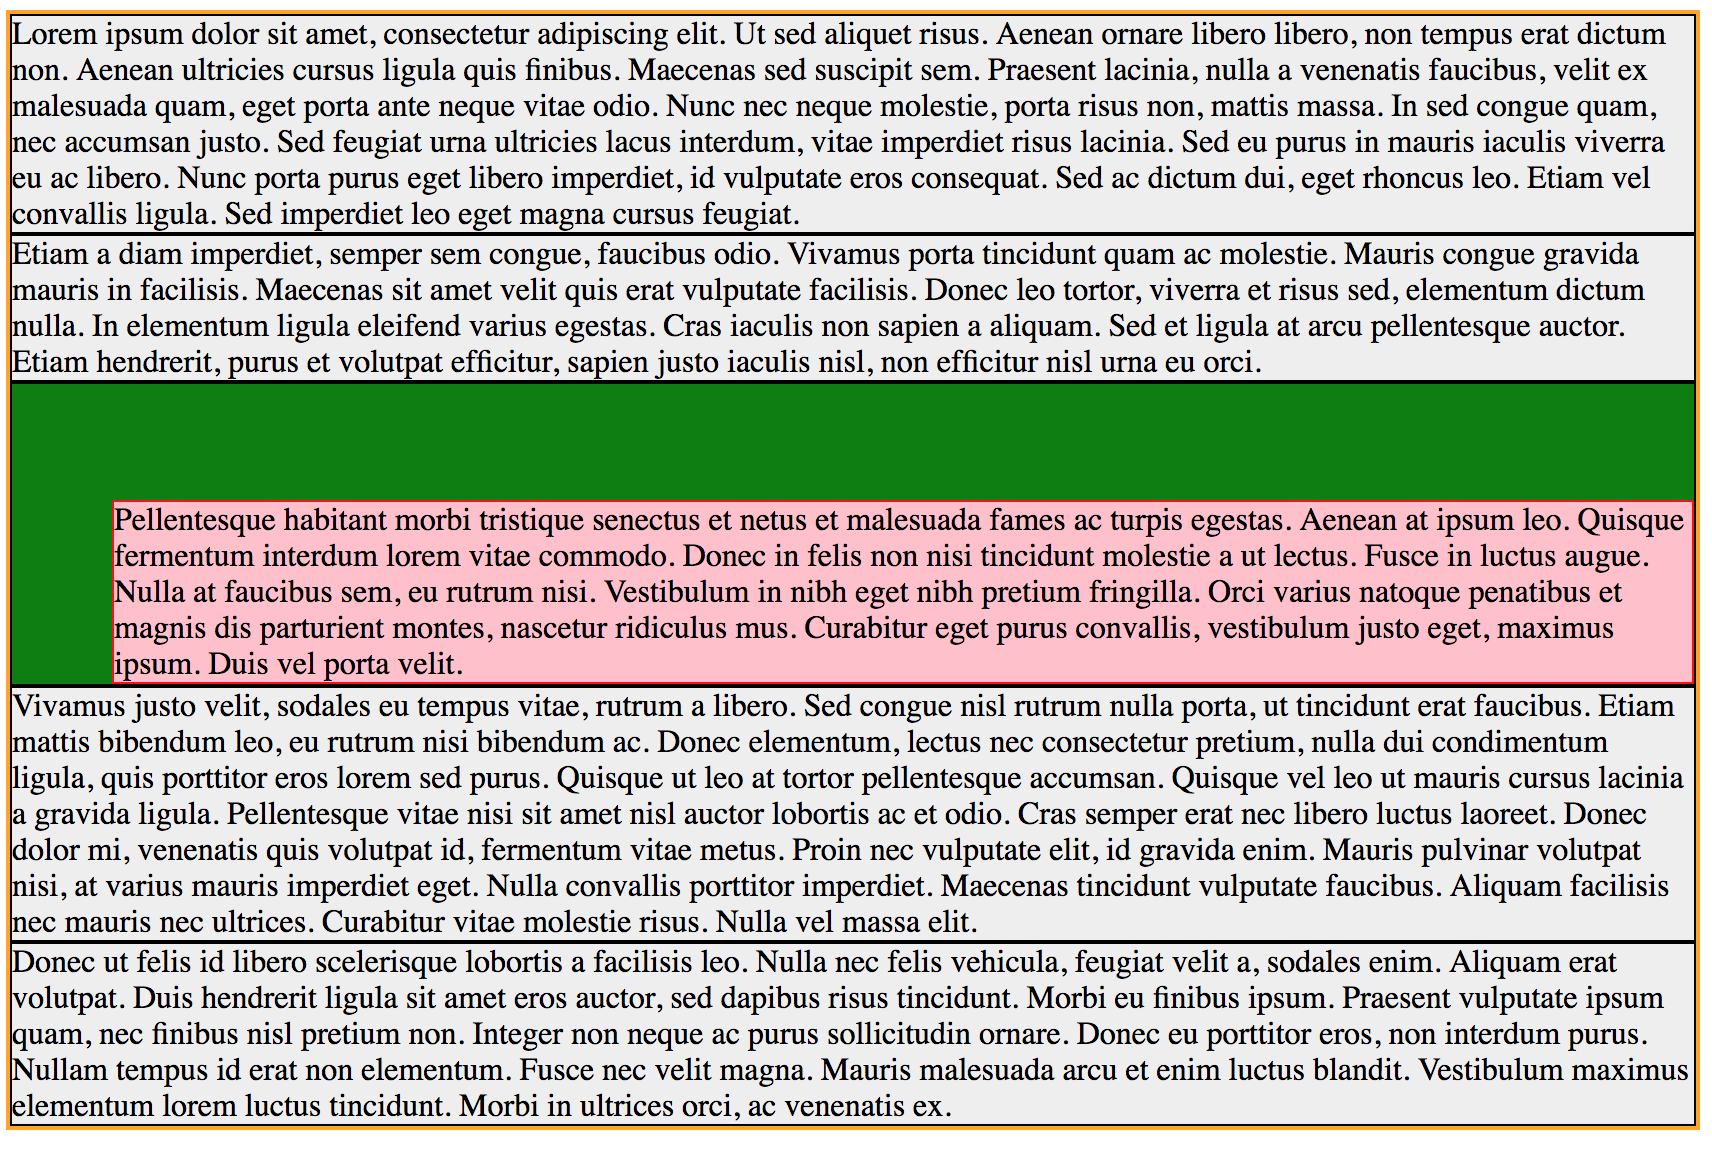 Lorem ipsum dolor sit amet, consectetur adipiscing elit. Ut sed aliquet risus. Aenean ornare libero libero, non tempus erat dictum
non. Aenean ultricies cursus ligula quis finibus. Maecenas sed suscipit sem. Praesent lacinia, nulla a venenatis faucibus, velit ex
malesuada quam, eget porta ante neque vitae odio. Nunc nec neque molestie, porta risus non, mattis massa. In sed congue quam,
nec accumsan justo. Sed feugiat urna ultricies lacus interdum, vitae imperdiet risus lacinia. Sed eu purus in mauris iaculis viverra
eu ac libero. Nunc porta purus eget libero imperdiet, id vulputate eros consequat. Sed ac dictum dui, eget rhoncus leo. Etiam vel
convallis ligula. Sed imperdiet leo eget magna cursus feugiat.
Etiam a diam imperdiet, semper sem congue, faucibus odio. Vivamus porta tincidunt quam ac molestie. Mauris congue gravida
mauris in facilisis. Maecenas sit amet velit quis erat vulputate facilisis. Donec leo tortor, viverra et risus sed, elementum dictum
nulla. In elementum ligula eleifend varius egestas. Cras iaculis non sapien a aliquam. Sed et ligula at arcu pellentesque auctor.
Etiam hendrerit, purus et volutpat efficitur, sapien justo iaculis nisl, non efficitur nisl urna eu orci.
Pellentesque habitant morbi tristique senectus et netus et malesuada fames ac turpis egestas. Aenean at ipsum leo. Quisque
fermentum interdum lorem vitae commodo. Donec in felis non nisi tincidunt molestie a ut lectus. Fusce in luctus augue.
Nulla at faucibus sem, eu rutrum nisi. Vestibulum in nibh eget nibh pretium fringilla. Orci varius natoque penatibus et
magnis dis parturient montes, nascetur ridiculus mus. Curabitur eget purus convallis, vestibulum justo eget, maximus
ipsum. Duis vel porta velit.
Vivamus justo velit, sodales eu tempus vitae, rutrum a libero. Sed congue nisl rutrum nulla porta, ut tincidunt erat faucibus. Etiam
mattis bibendum leo, eu rutrum nisi bibendum ac. Donec elementum, lectus nec consectetur pretium, nulla dui condimentum
ligula, quis porttitor eros lorem sed purus. Quisque ut leo at tortor pellentesque accumsan. Quisque vel leo ut mauris cursus lacinia
a gravida ligula. Pellentesque vitae nisi sit amet nisl auctor lobortis ac et odio. Cras semper erat nec libero luctus laoreet. Donec
dolor mi, venenatis quis volutpat id, fermentum vitae metus. Proin nec vulputate elit, id gravida enim. Mauris pulvinar volutpat
nisi, at varius mauris imperdiet eget. Nulla convallis porttitor imperdiet. Maecenas tincidunt vulputate faucibus. Aliquam facilisis
nec mauris nec ultrices. Curabitur vitae molestie risus. Nulla vel massa elit.
Donec ut felis id libero scelerisque lobortis a facilisis leo. Nulla nec felis vehicula, feugiat velit a, sodales enim. Aliquam erat
volutpat. Duis hendrerit ligula sit amet eros auctor, sed dapibus risus tincidunt. Morbi eu finibus ipsum. Praesent vulputate ipsum
quam, nec finibus nisl pretium non. Integer non neque ac purus sollicitudin ornare. Donec eu porttitor eros, non interdum purus.
Nullam tempus id erat non elementum. Fusce nec velit magna. Mauris malesuada arcu et enim luctus blandit. Vestibulum maximus
elementum lorem luctus tincidunt. Morbi in ultrices orci, ac venenatis ex.